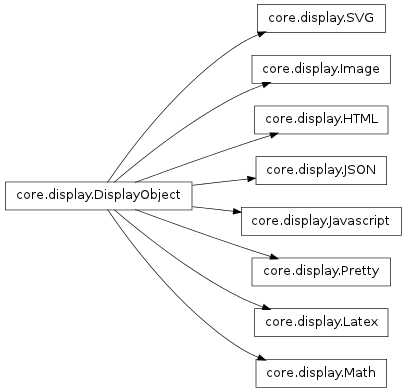 core.display.SVG
core.display.Image
core.display.HTML
core.display.JSON
core.display.DisplayObject
core.display.Javascript
core.display.Pretty
core.display.Latex
core.display.Math